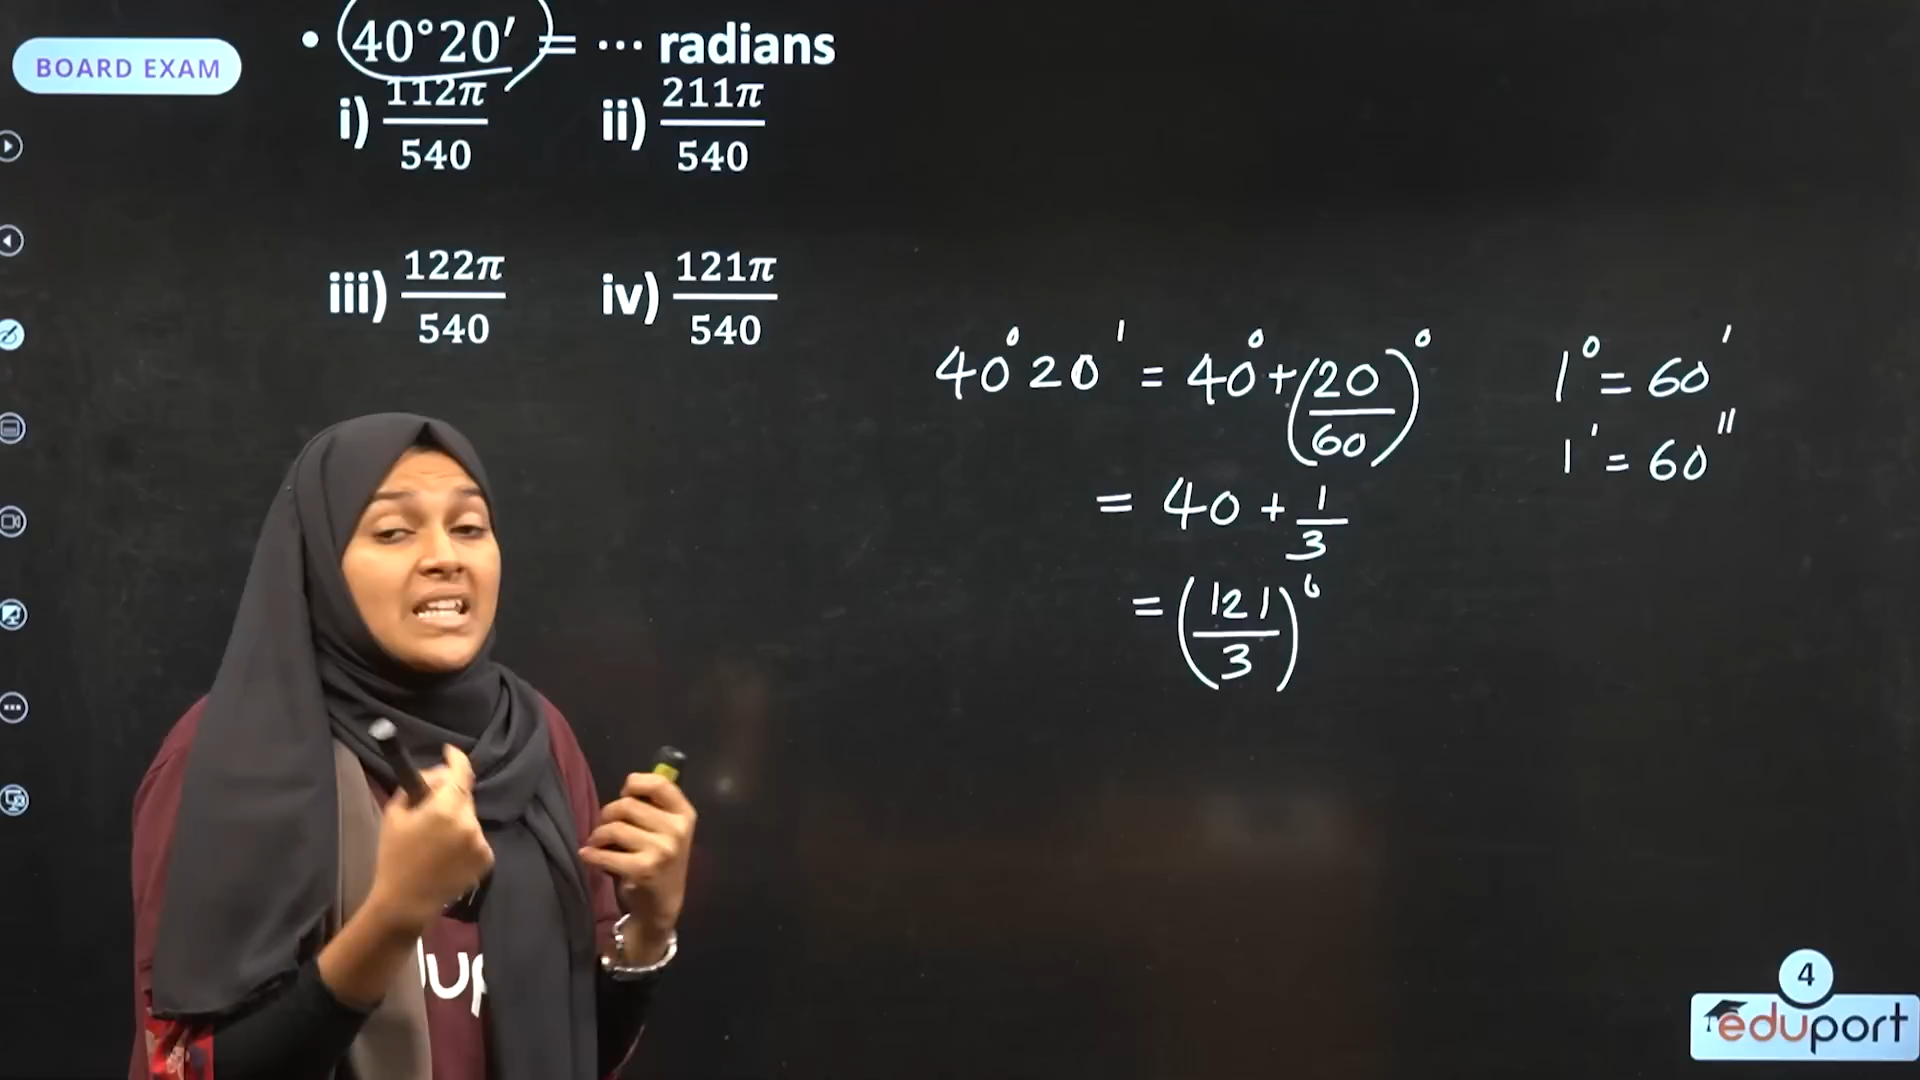 BOARD EXAM
• 40°20′ = ⋯ radians
i) 112π/540 ii) 211π/540
iii) 122π/540 iv) 121π/540
40°20' = 40° + (20/60)°
1° = 60'
1' = 60"
= 40 + 1/3
= (121/3)°
up
4
eduport